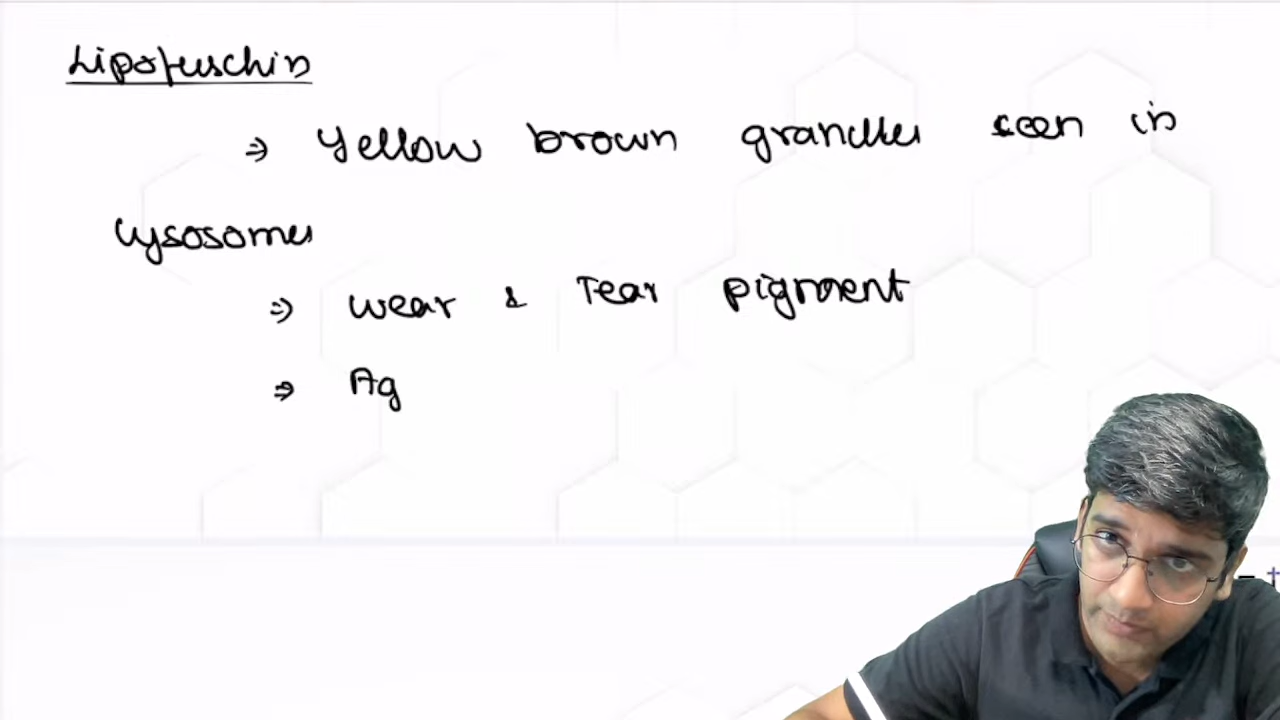 Lipofuschin
⇒ Yellow brown granules seen in
lysosomes
⇒ wear & Tear pigment
⇒ Ag